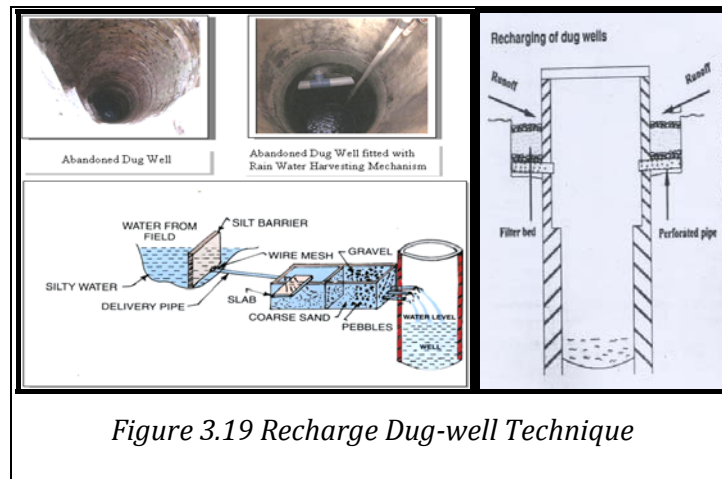 Abandoned Dug Well
Abandoned Dug Well fitted with
Rain Water Harvesting Mechanism
WATER FROM
FIELD
SILT BARRIER
WIRE MESH
GRAVEL
SILTY WATER
DELIVERY PIPE
SLAB
COARSE SAND
PEBBLES
WATER LEVEL
WELL
Recharging of dug wells
Runoff
Runoff
Filter bed
Perforated pipe
Figure 3.19 Recharge Dug-well Technique